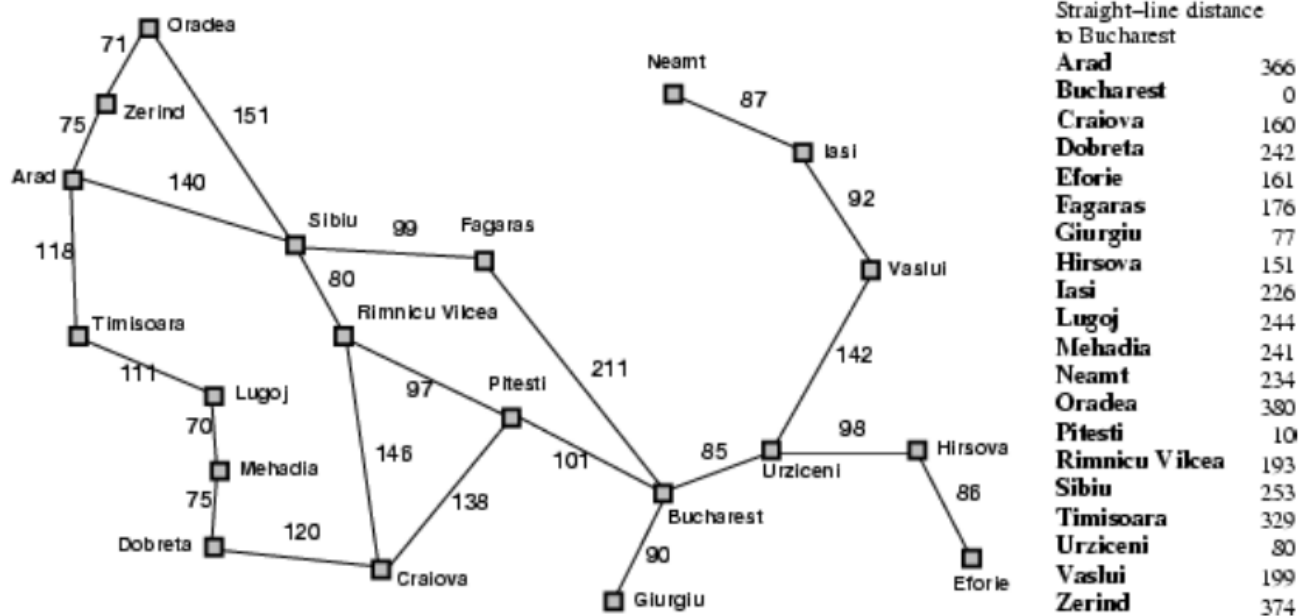 Oradea
71
Zerind
151
75
Arad
140
Sibiu
99
Fagaras
118
80
Rimnicu Vilcea
Timisoara
111
Lugoj
70
97
Pitesti
211
Mehadia
146
101
75
138
Dobreta
120
Craiova
Neamt
87
Iasi
92
Vaslui
142
98
Hirsova
85
Urziceni
86
Bucharest
90
Eforie
Giurgiu
Straight–line distance
to Bucharest
Arad 366
Bucharest 0
Craiova 160
Dobreta 242
Eforie 161
Fagaras 176
Giurgiu 77
Hirsova 151
Iasi 226
Lugoj 244
Mehadia 241
Neamt 234
Oradea 380
Pitesti 10
Rimnicu Vilcea 193
Sibiu 253
Timisoara 329
Urziceni 80
Vaslui 199
Zerind 374